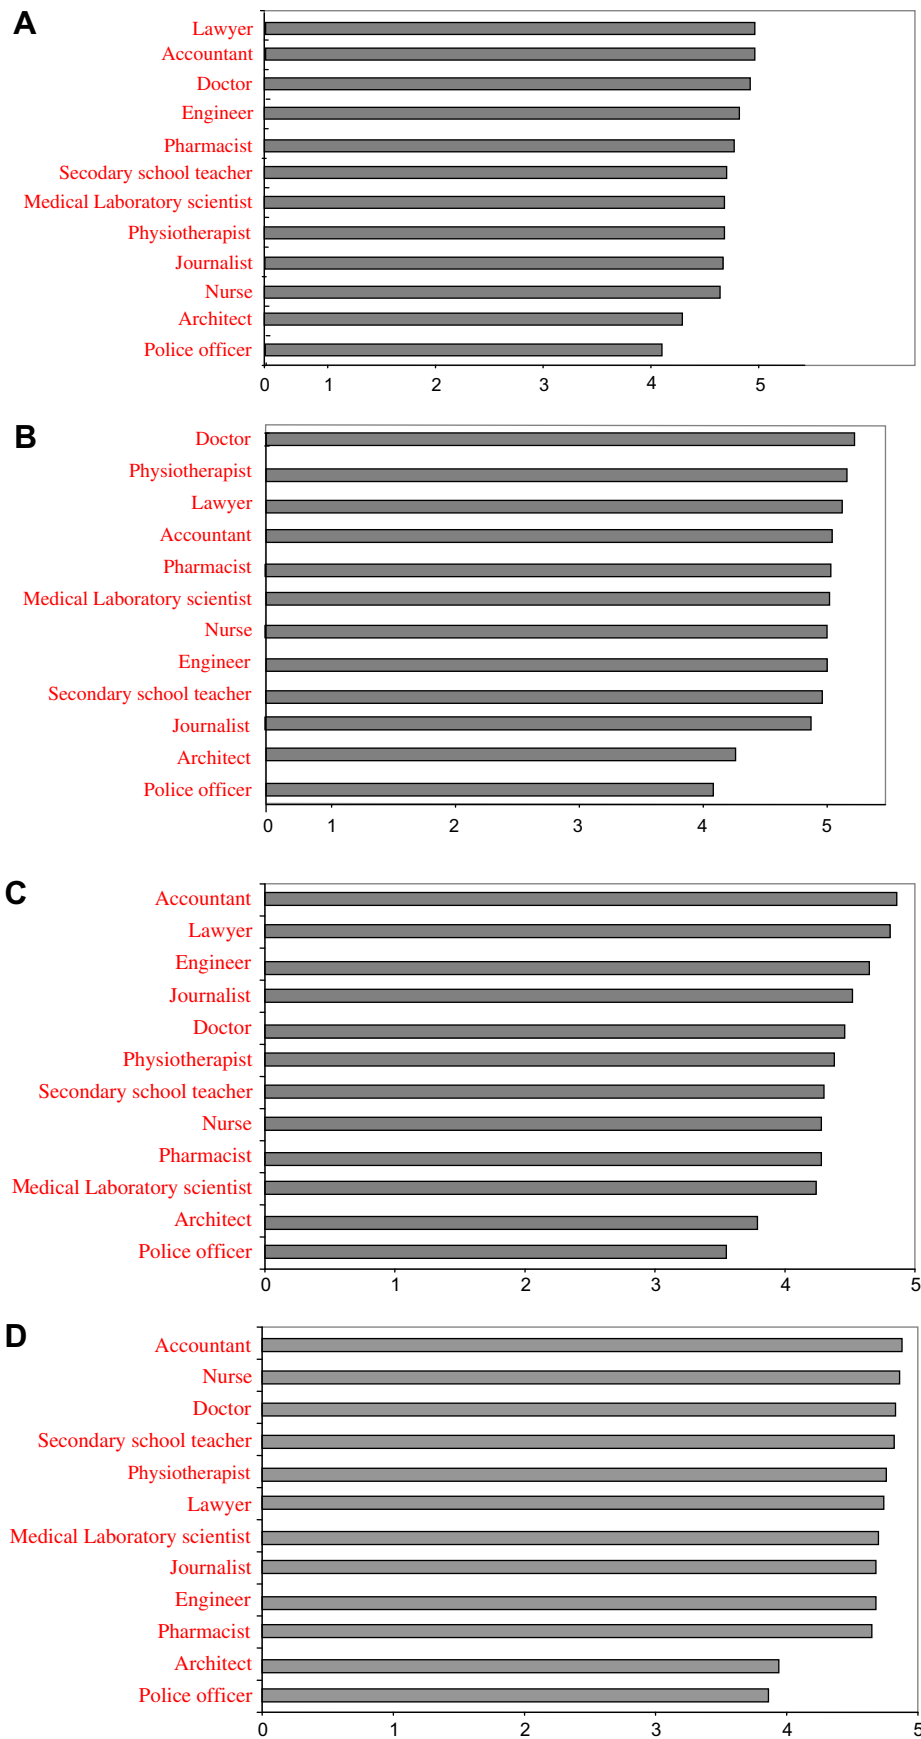 A
Lawyer
Accountant
Doctor
Engineer
Pharmacist
Secodary school teacher
Medical Laboratory scientist
Physiotherapist
Journalist
Nurse
Architect
Police officer
0 1 2 3 4 5
B
Doctor
Physiotherapist
Lawyer
Accountant
Pharmacist
Medical Laboratory scientist
Nurse
Engineer
Secondary school teacher
Journalist
Architect
Police officer
0 1 2 3 4 5
C
Accountant
Lawyer
Engineer
Journalist
Doctor
Physiotherapist
Secondary school teacher
Nurse
Pharmacist
Medical Laboratory scientist
Architect
Police officer
0 1 2 3 4 5
D
Accountant
Nurse
Doctor
Secondary school teacher
Physiotherapist
Lawyer
Medical Laboratory scientist
Journalist
Engineer
Pharmacist
Architect
Police officer
0 1 2 3 4 5